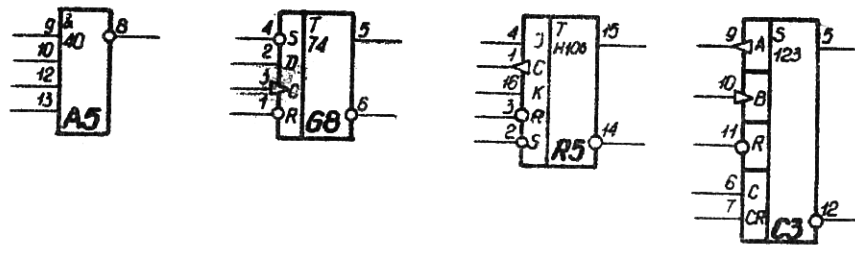 & 40
9
8
10
12
13
A5
T 74
4 S
5
2 D
3 C
1 R
6
G8
T H106
4 J
15
1 C
16 K
3 R
2 S
14
R5
S 123
9 A
5
10 B
11 R
6 C
7 CR
12
C3